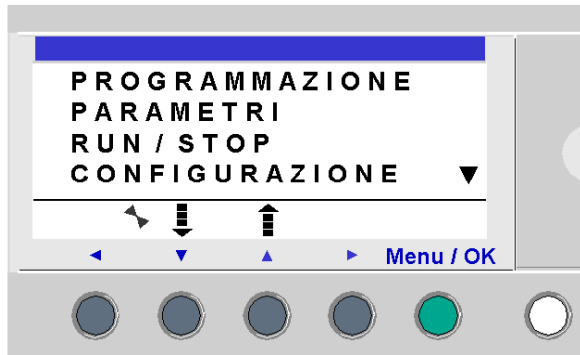 PROGRAMMAZIONE
PARAMETRI
RUN / STOP
CONFIGURAZIONE
Menu / OK